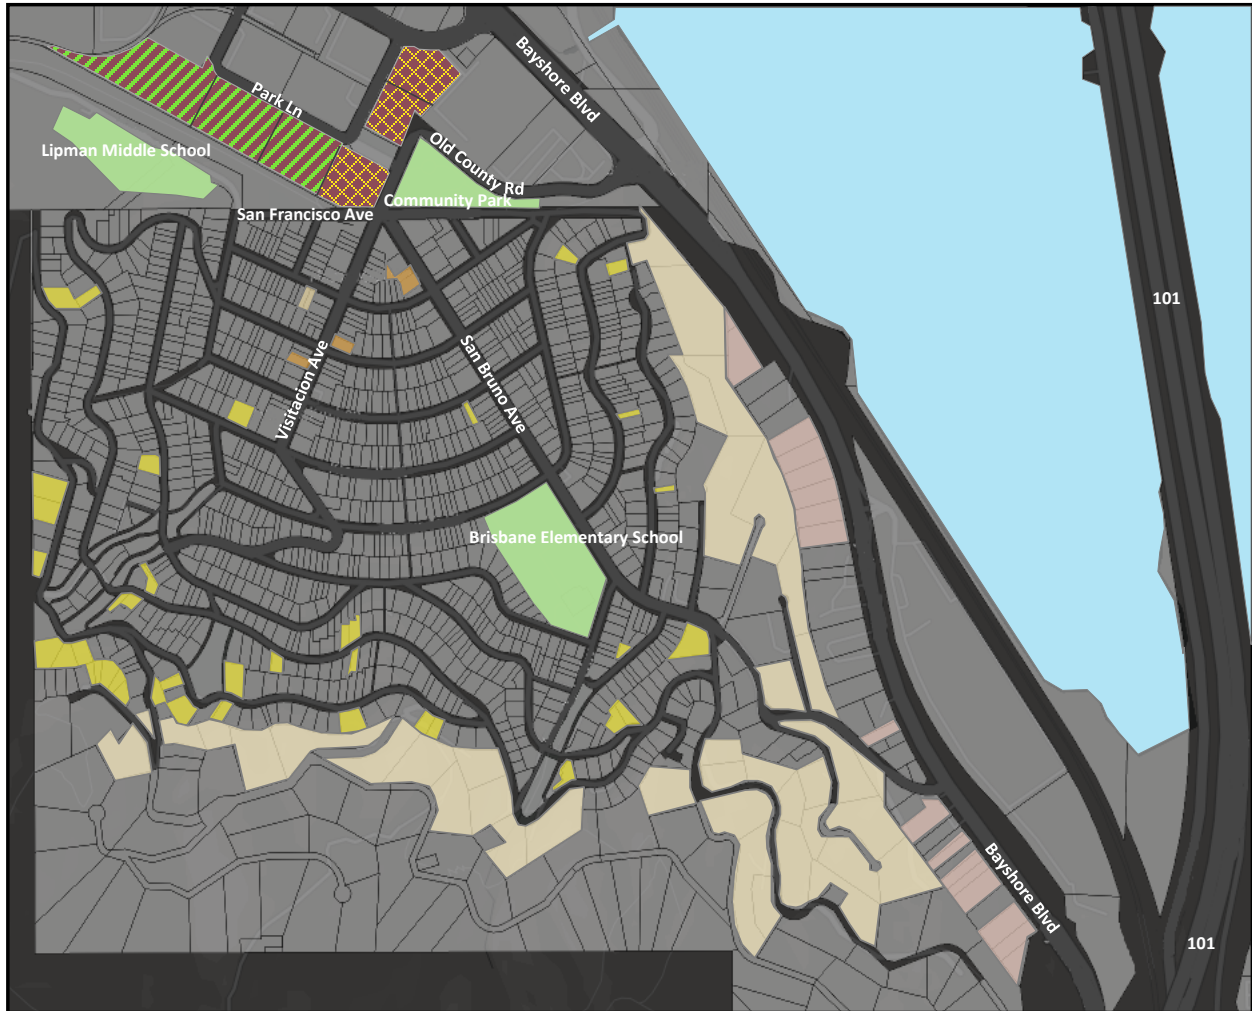 Bayshore Blvd
Park Ln
Lipman Middle School
Old County Rd
Community Park
San Francisco Ave
101
Visitacion Ave
San Bruno Ave
Brisbane Elementary School
Bayshore Blvd
101